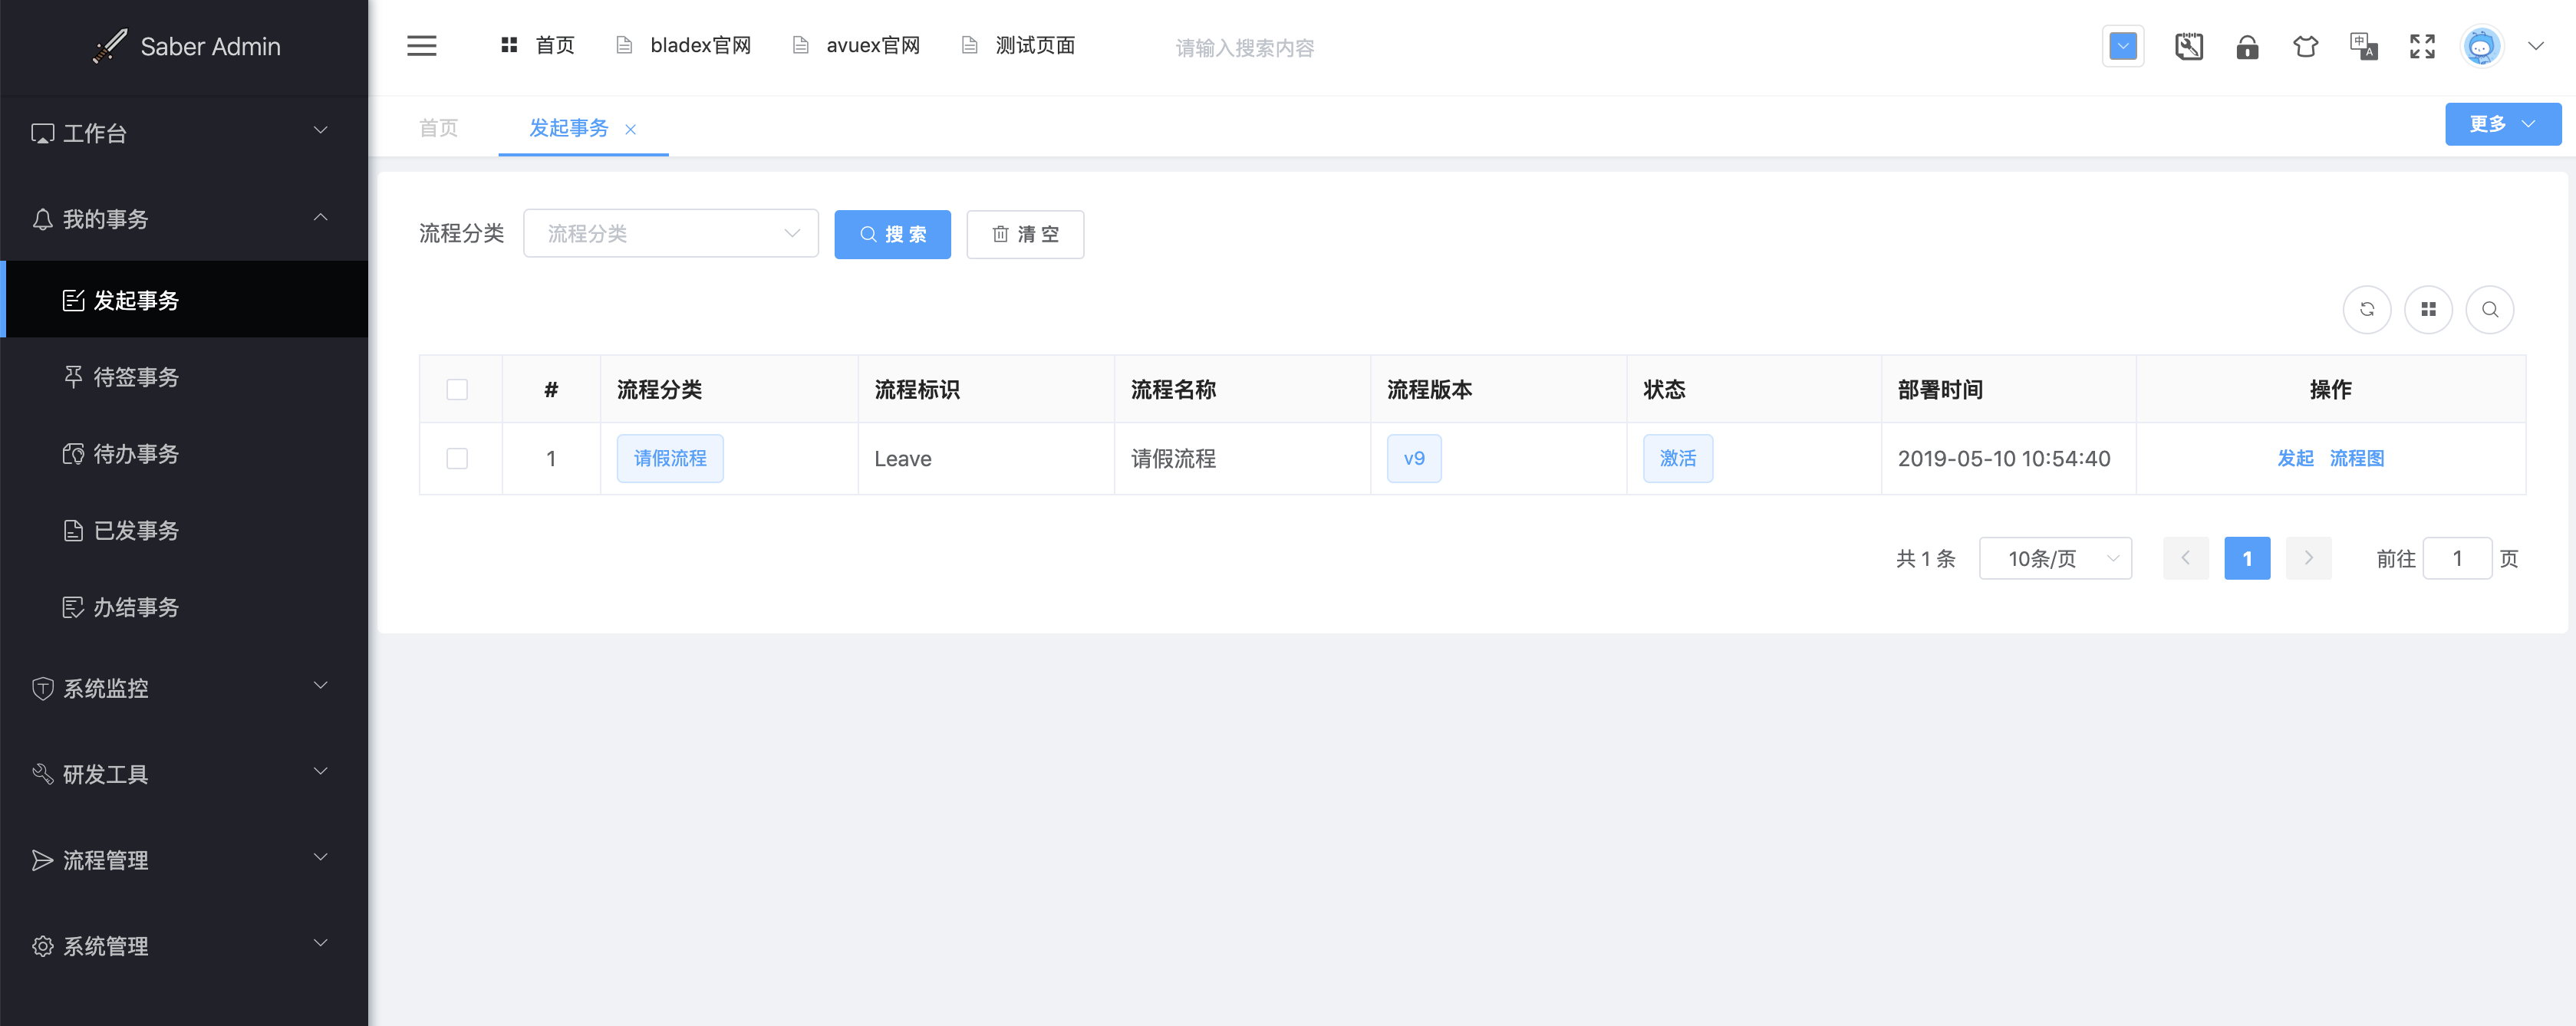 Saber Admin
首页 bladex官网 avuex官网 测试页面 请输入搜索内容
首页 发起事务 更多
工作台
我的事务
发起事务
待签事务
待办事务
已发事务
办结事务
系统监控
研发工具
流程管理
系统管理
流程分类 流程分类 搜 索 清 空
# 流程分类 流程标识 流程名称 流程版本 状态 部署时间 操作
1 请假流程 Leave 请假流程 v9 激活 2019-05-10 10:54:40 发起 流程图
共 1 条 10条/页 1 前往 1 页